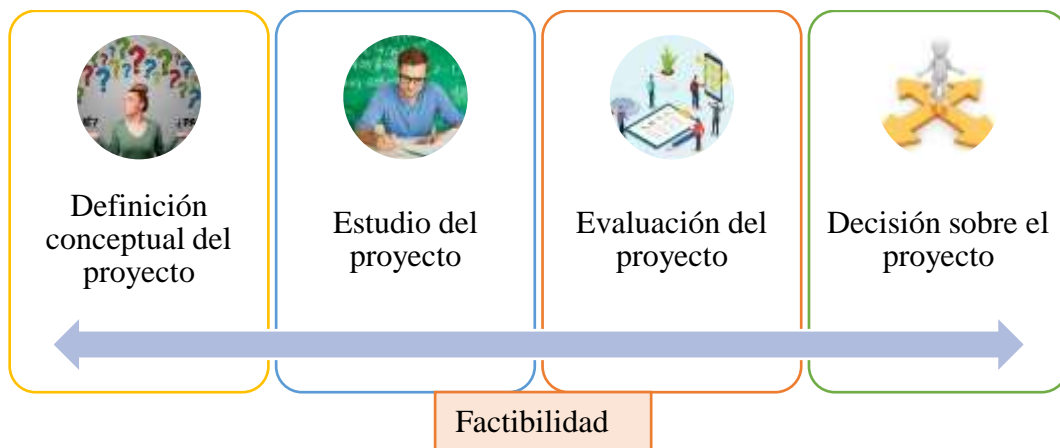 Definición
conceptual del
proyecto
Estudio del
proyecto
Evaluación del
proyecto
Decisión sobre el
proyecto
Factibilidad